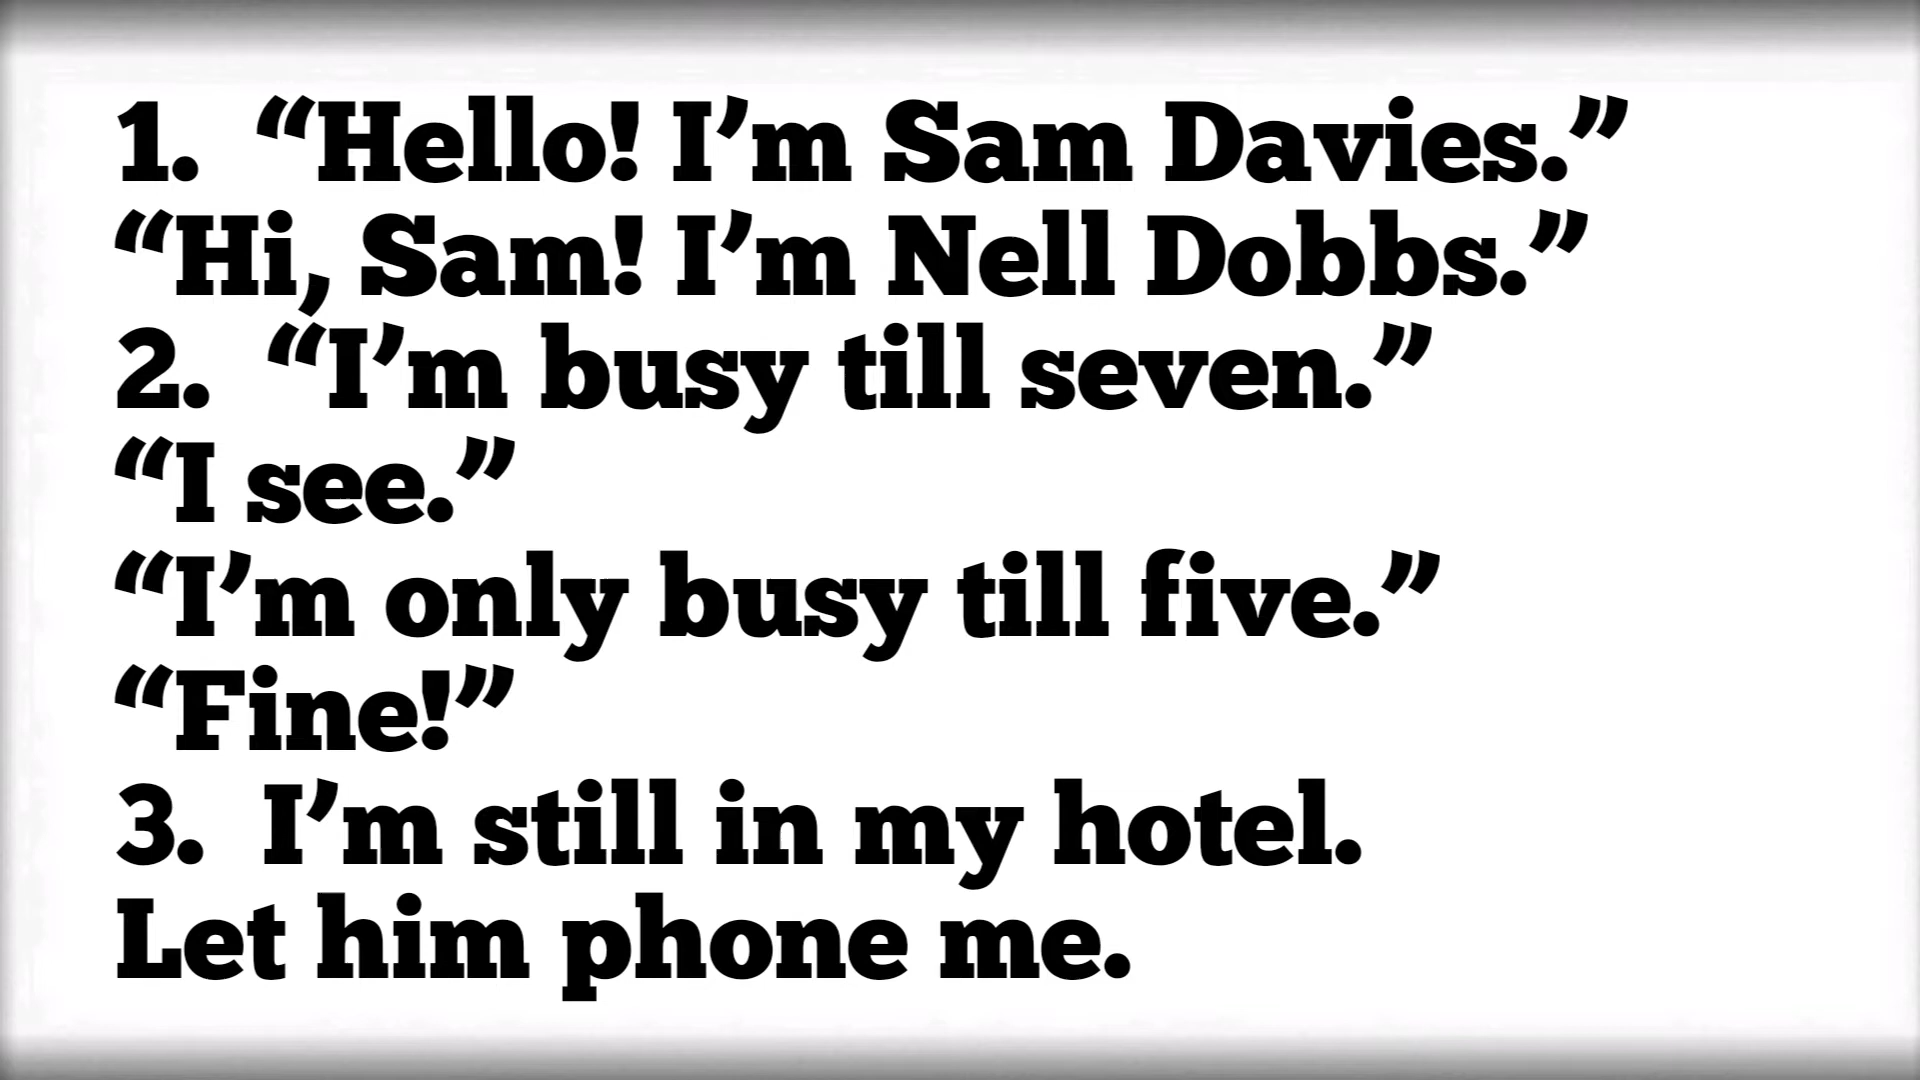 1.  “Hello! I’m Sam Davies.”
“Hi, Sam! I’m Nell Dobbs.”
2.  “I’m busy till seven.”
“I see.”
“I’m only busy till five.”
“Fine!”
3.  I’m still in my hotel.
Let him phone me.